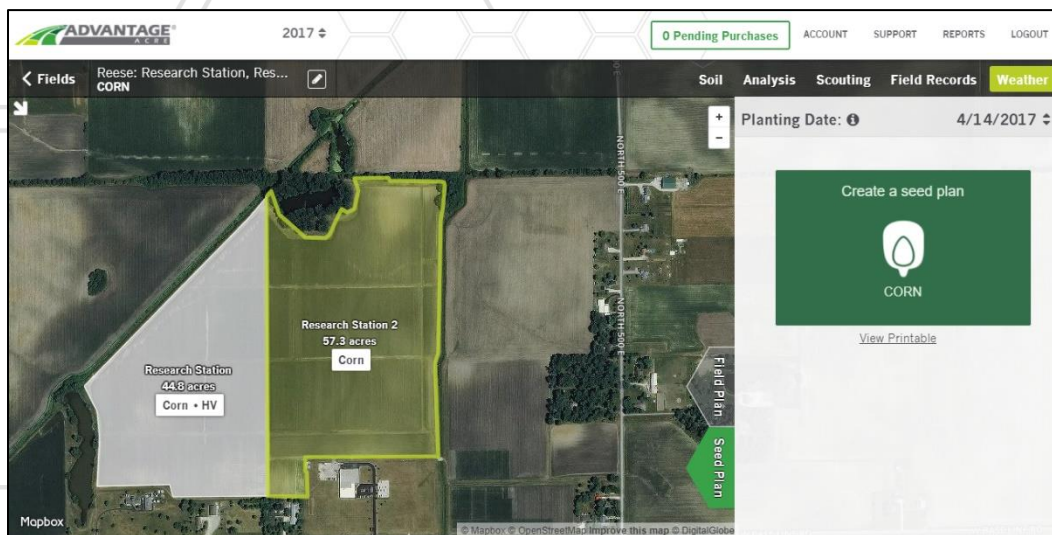 ADVANTAGE®
ACRE
2017
0 Pending Purchases
ACCOUNT
SUPPORT
REPORTS
LOGOUT
Fields
Reese: Research Station, Res...
CORN
Soil
Analysis
Scouting
Field Records
Weather
+
−
NORTH 500 E
NORTH 500 E
Research Station 2
57.3 acres
Corn
Research Station
44.8 acres
Corn • HV
Field Plan
Seed Plan
Mapbox
© Mapbox © OpenStreetMap Improve this map © DigitalGlobe
Planting Date:
4/14/2017
Create a seed plan
CORN
View Printable